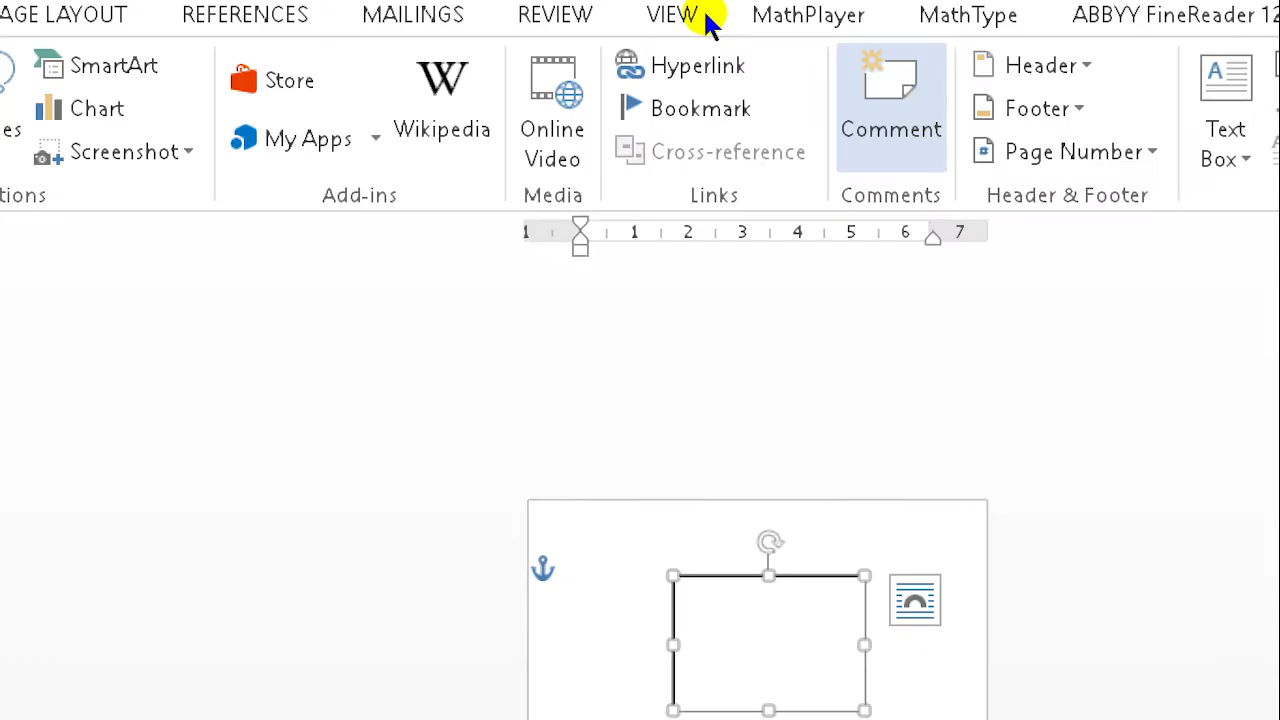 AGE LAYOUT REFERENCES MAILINGS REVIEW VIEW MathPlayer MathType ABBYY FineReader 12
SmartArt
Chart
Screenshot
Store
My Apps
Wikipedia
Add-ins
Online
Video
Media
Hyperlink
Bookmark
Cross-reference
Links
Comment
Comments
Header
Footer
Page Number
Header & Footer
A
Text
Box
es
tions
1 1 2 3 4 5 6 7